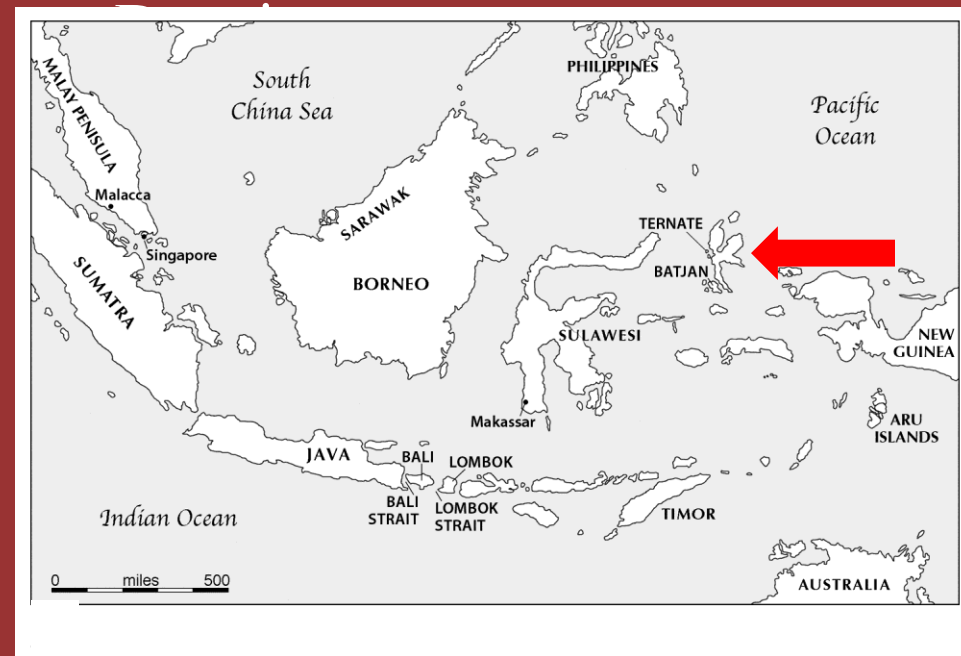 South
China Sea
PHILIPPINES
Pacific
Ocean
MALAY PENISULA
Malacca
Singapore
SARAWAK
TERNATE
BATJAN
BORNEO
SUMATRA
SULAWESI
NEW
GUINEA
Makassar
ARU
ISLANDS
JAVA
BALI
LOMBOK
BALI
STRAIT
LOMBOK
STRAIT
TIMOR
Indian Ocean
0 miles 500
AUSTRALIA